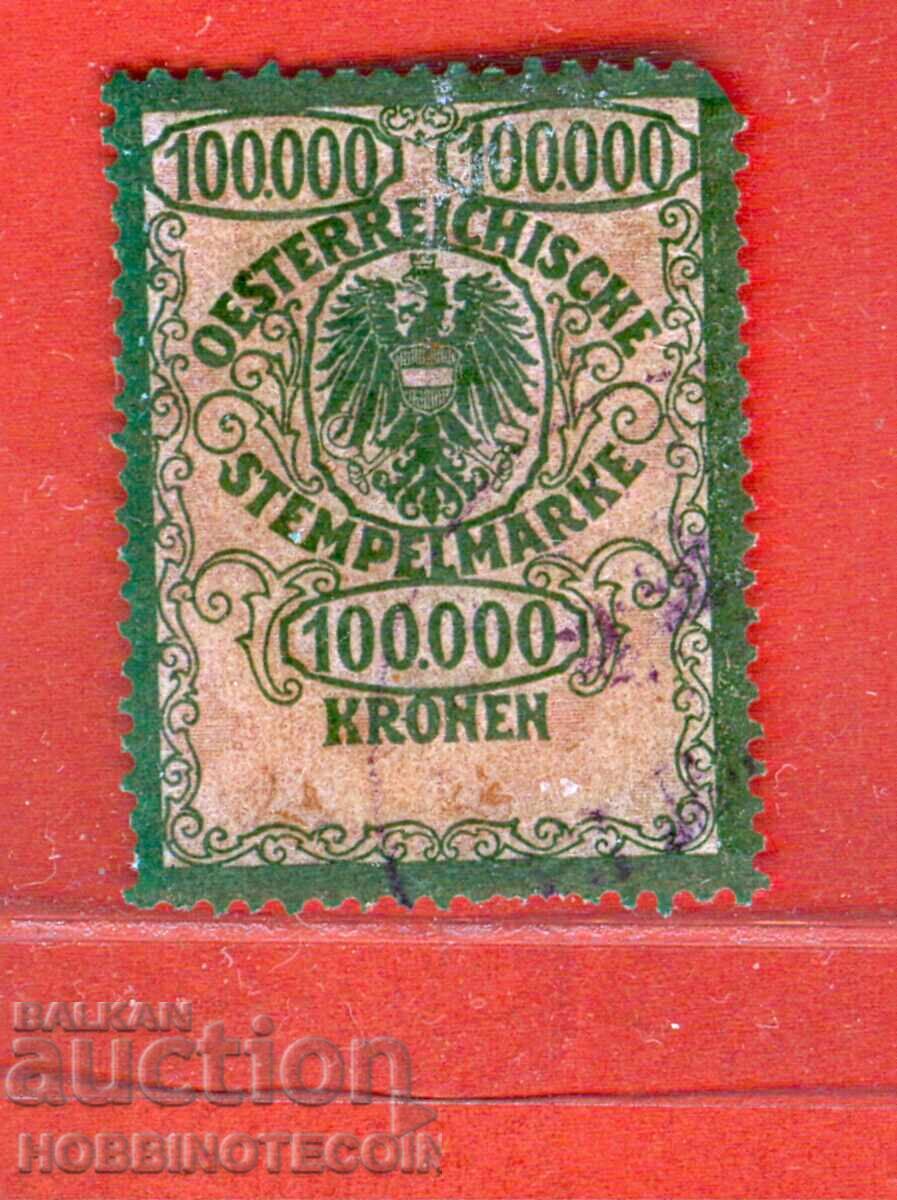 100.000 100.000
OESTERREICHISCHE
STEMPELMARKE
100.000
KRONEN
BALKAN
auction
HOBBINOTECOIN